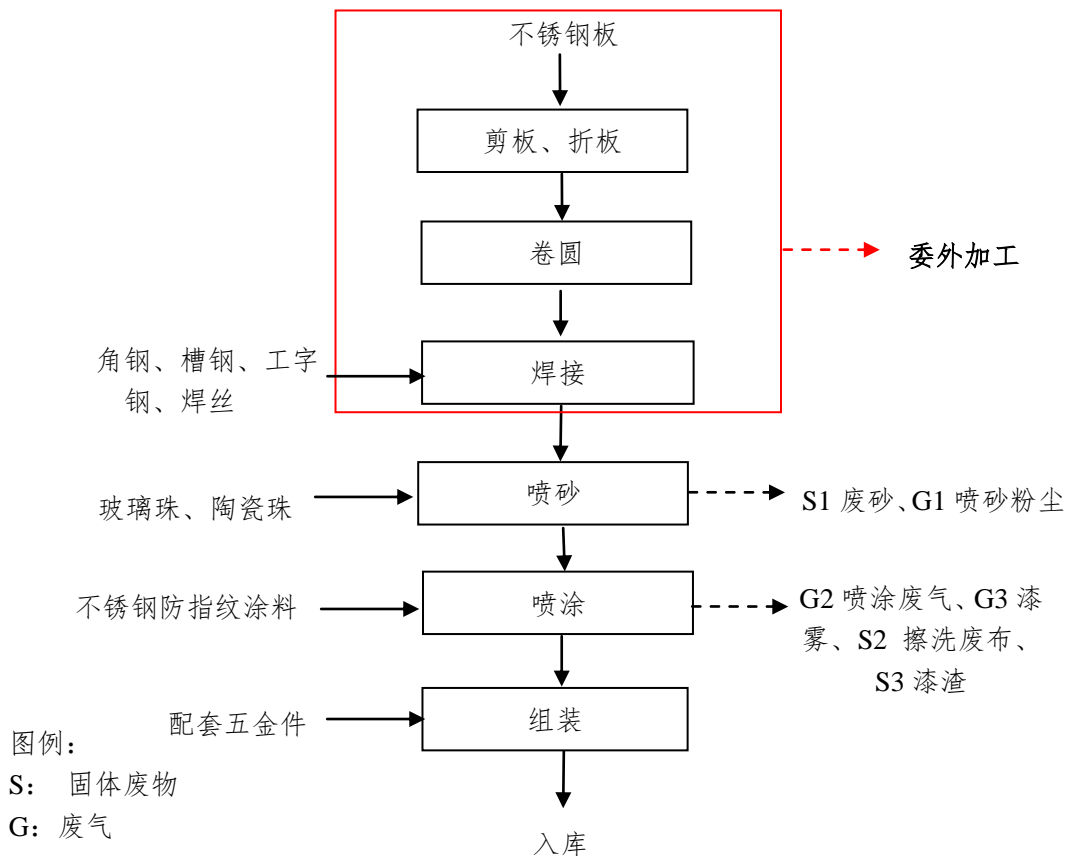 不锈钢板
剪板、折板
卷圆
委外加工
角钢、槽钢、工字
钢、焊丝
焊接
玻璃珠、陶瓷珠
喷砂
S1 废砂、G1 喷砂粉尘
不锈钢防指纹涂料
喷涂
G2 喷涂废气、G3 漆
雾、S2 擦洗废布、
S3 漆渣
配套五金件
组装
图例：
S： 固体废物
G：废气
入库